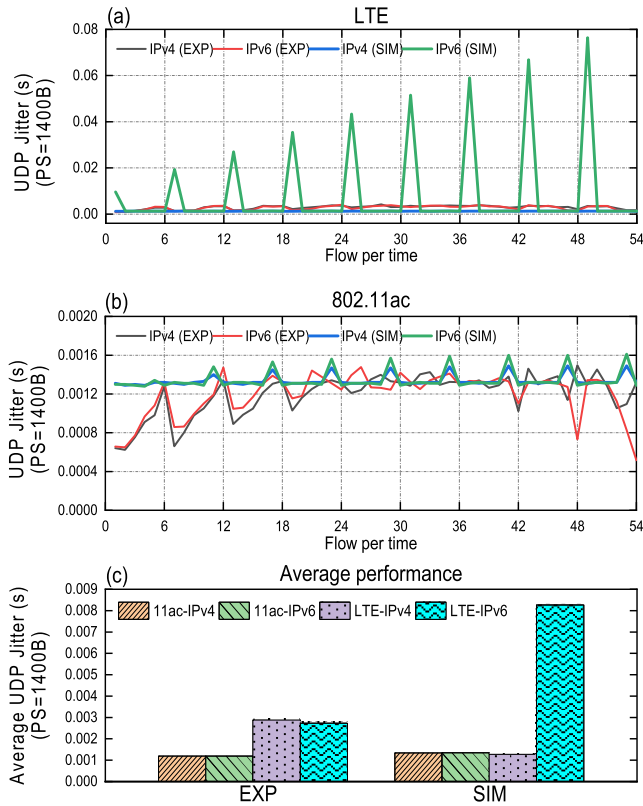 (a) LTE
IPv4 (EXP) IPv6 (EXP) IPv4 (SIM) IPv6 (SIM)
UDP Jitter (s)
(PS=1400B)
0.08
0.06
0.04
0.02
0.00
0 6 12 18 24 30 36 42 48 54
Flow per time
(b) 802.11ac
IPv4 (EXP) IPv6 (EXP) IPv4 (SIM) IPv6 (SIM)
UDP Jitter (s)
(PS=1400B)
0.0020
0.0016
0.0012
0.0008
0.0004
0.0000
0 6 12 18 24 30 36 42 48 54
Flow per time
(c) Average performance
11ac-IPv4 11ac-IPv6 LTE-IPv4 LTE-IPv6
Average UDP Jitter (s)
(PS=1400B)
0.009
0.008
0.007
0.006
0.005
0.004
0.003
0.002
0.001
0.000
EXP SIM